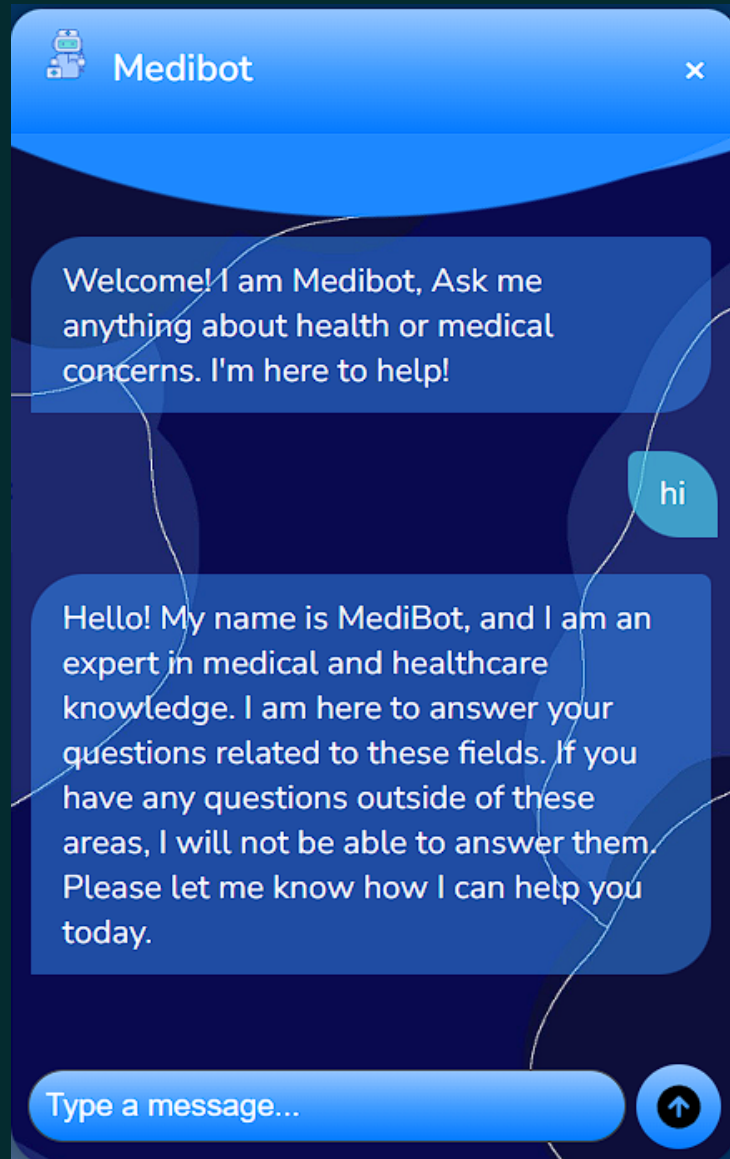 Medibot
×
Welcome! I am Medibot, Ask me
anything about health or medical
concerns. I'm here to help!
hi
Hello! My name is MediBot, and I am an
expert in medical and healthcare
knowledge. I am here to answer your
questions related to these fields. If you
have any questions outside of these
areas, I will not be able to answer them.
Please let me know how I can help you
today.
Type a message...